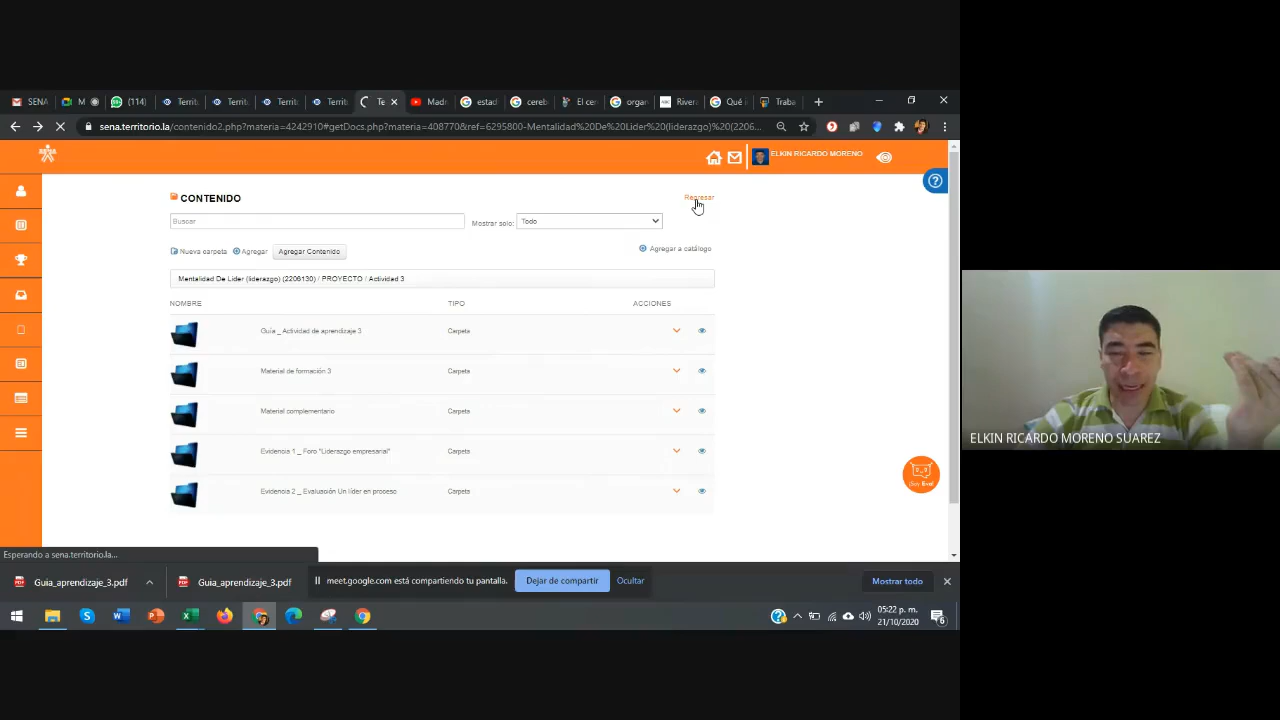 SENA
M
(114)
Territ
Territ
Territ
Territ
Te
Madr
estad
cereb
El cer
organ
Rivera
Qué i
Traba
sena.territorio.la/contenido2.php?materia=4242910#getDocs.php?materia=408770&ref=6295800-Mentalidad%20De%20Lider%20(liderazgo)%20(2206...
ELKIN RICARDO MORENO
CONTENIDO
Regresar
Buscar
Mostrar solo:
Todo
Nueva carpeta
Agregar
Agregar Contenido
Agregar a catálogo
Mentalidad De Lider (liderazgo) (2206130) / PROYECTO / Actividad 3
NOMBRE TIPO ACCIONES
Guía _ Actividad de aprendizaje 3 Carpeta
Material de formación 3 Carpeta
Material complementario Carpeta
Evidencia 1 _ Foro "Liderazgo empresarial" Carpeta
Evidencia 2 _ Evaluación Un líder en proceso Carpeta
ELKIN RICARDO MORENO SUAREZ
Esperando a sena.territorio.la...
Guia_aprendizaje_3.pdf
Guia_aprendizaje_3.pdf
meet.google.com está compartiendo tu pantalla.
Dejar de compartir
Ocultar
Mostrar todo
05:22 p. m.
21/10/2020
6